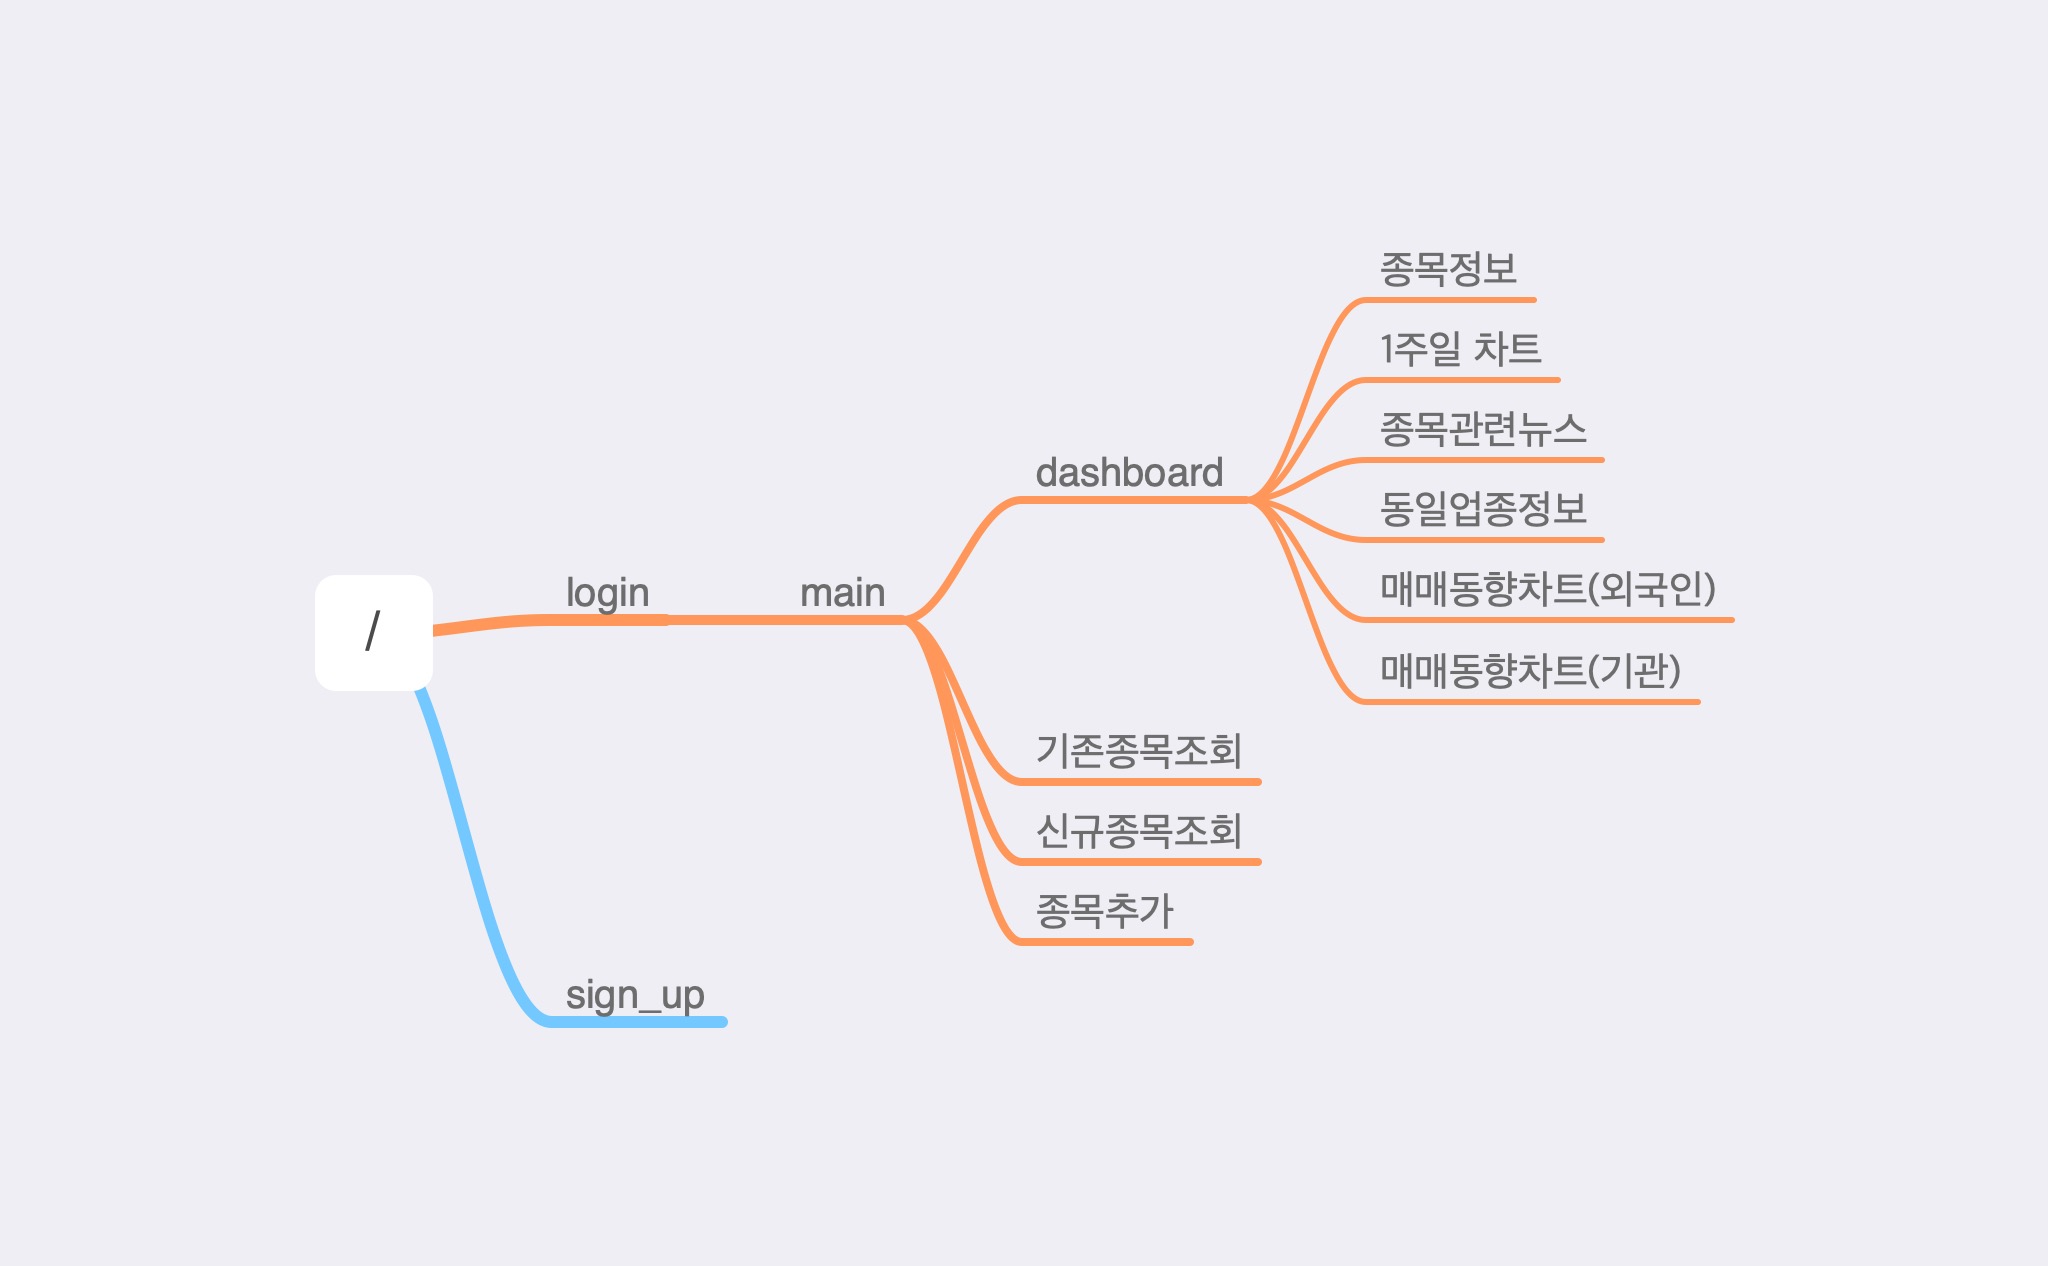 /
login
main
dashboard
종목정보
1주일 차트
종목관련뉴스
동일업종정보
매매동향차트(외국인)
매매동향차트(기관)
기존종목조회
신규종목조회
종목추가
sign_up